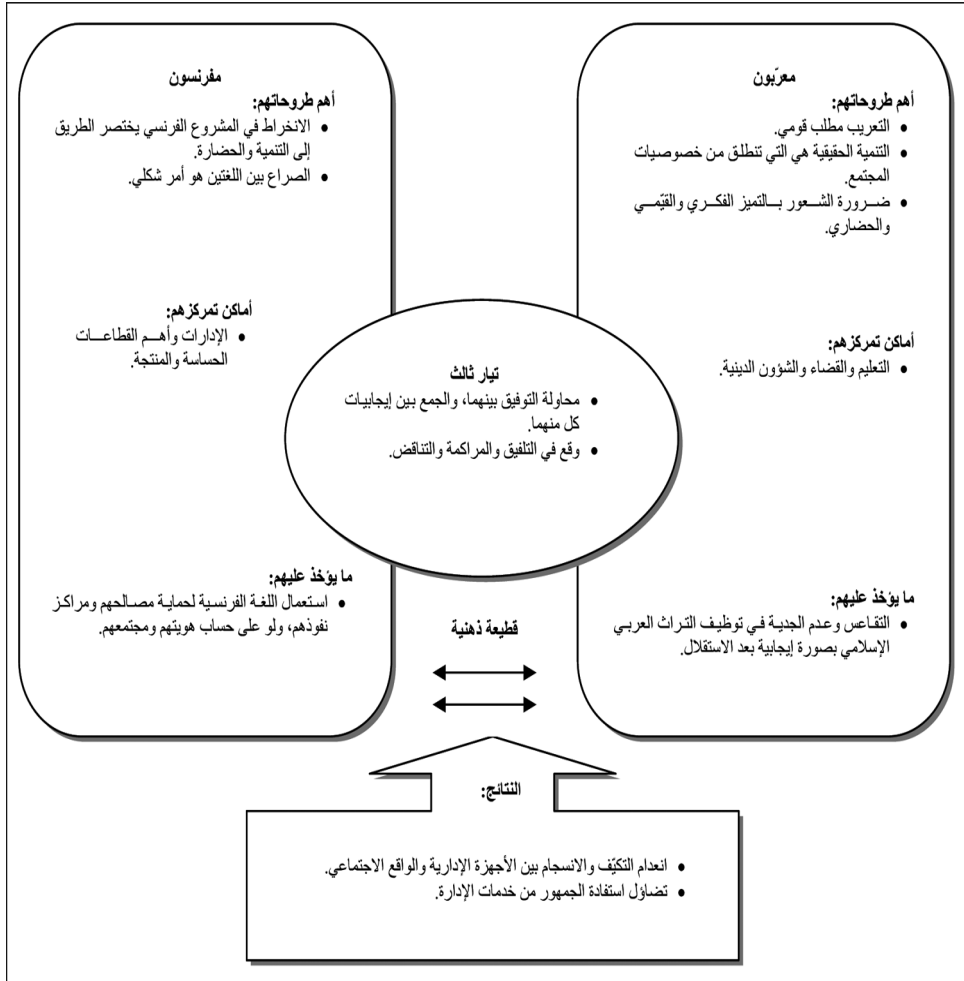 معرّبون
أهم طروحاتهم:
• التعريب مطلب قومي.
• التنمية الحقيقية هي التي تنطلق من خصوصيات
المجتمع.
• ضرورة الشعور بالتميز الفكري والقيّمي
والحضاري.
أماكن تمركزهم:
• التعليم والقضاء والشؤون الدينية.
ما يؤخذ عليهم:
• التقاعس وعدم الجدية في توظيف التراث العربي
الإسلامي بصورة إيجابية بعد الاستقلال.
تيار ثالث
• محاولة التوفيق بينهما، والجمع بين إيجابيات
كل منهما.
• وقع في التلفيق والمراكمة والتناقض.
قطيعة ذهنية
مفرنسون
أهم طروحاتهم:
• الانخراط في المشروع الفرنسي يختصر الطريق
إلى التنمية والحضارة.
• الصراع بين اللغتين هو أمر شكلي.
أماكن تمركزهم:
• الإدارات وأهم القطاعات
الحساسة والمنتجة.
ما يؤخذ عليهم:
• استعمال اللغة الفرنسية لحماية مصالحهم ومراكز
نفوذهم، ولو على حساب هويتهم ومجتمعهم.
النتائج:
• انعدام التكيّف والانسجام بين الأجهزة الإدارية والواقع الاجتماعي.
• تضاؤل استفادة الجمهور من خدمات الإدارة.